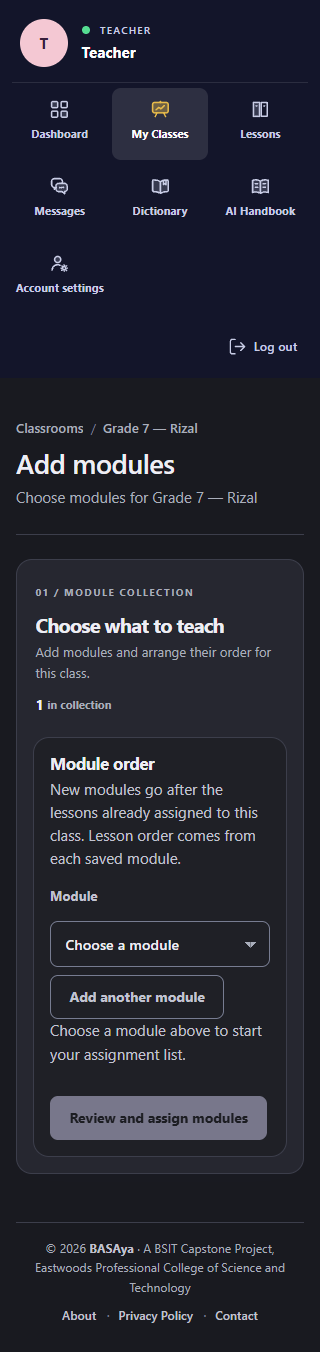 T
TEACHER
Teacher
Dashboard
My Classes
Lessons
Messages
Dictionary
AI Handbook
Account settings
Log out
Classrooms / Grade 7 — Rizal
Add modules
Choose modules for Grade 7 — Rizal
01 / MODULE COLLECTION
Choose what to teach
Add modules and arrange their order for
this class.
1 in collection
Module order
New modules go after the
lessons already assigned to this
class. Lesson order comes from
each saved module.
Module
Choose a module
Add another module
Choose a module above to start
your assignment list.
Review and assign modules
© 2026 BASAya · A BSIT Capstone Project,
Eastwoods Professional College of Science and
Technology
About · Privacy Policy · Contact